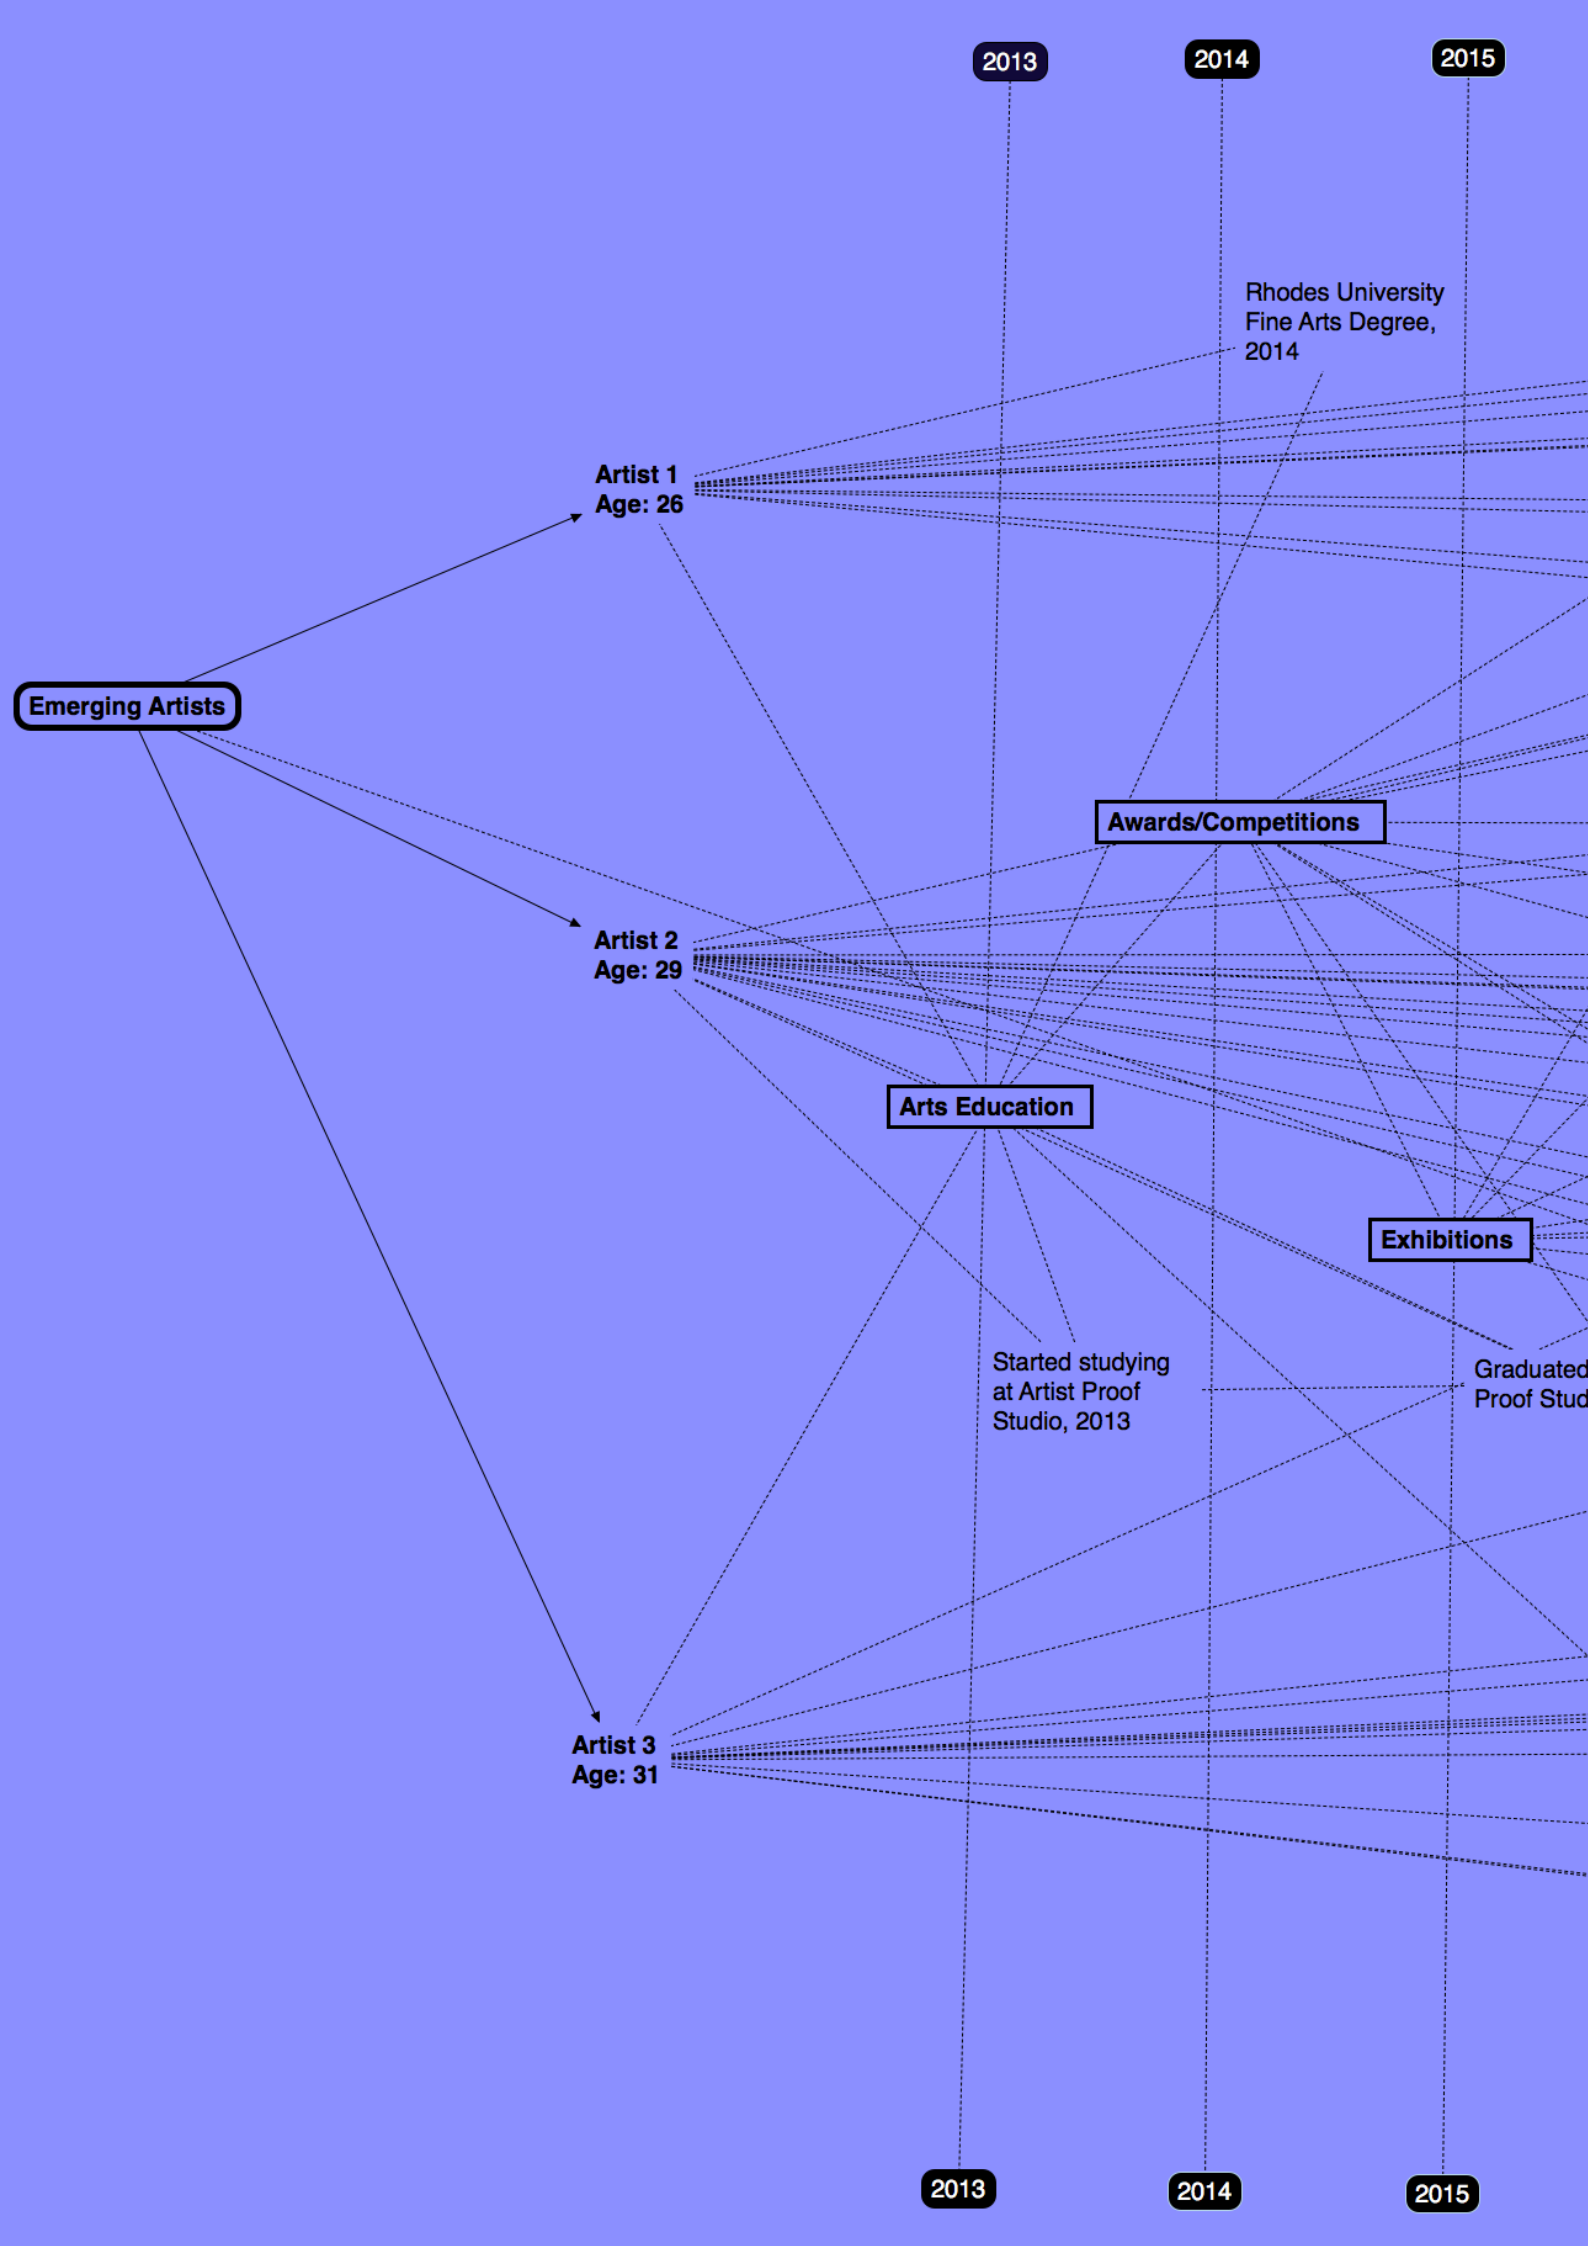 2013
2014
2015
Rhodes University
Fine Arts Degree,
2014
Artist 1
Age: 26
Emerging Artists
Awards/Competitions
Artist 2
Age: 29
Arts Education
Exhibitions
Started studying
at Artist Proof
Studio, 2013
Graduated
Proof Stud
Artist 3
Age: 31
2013
2014
2015